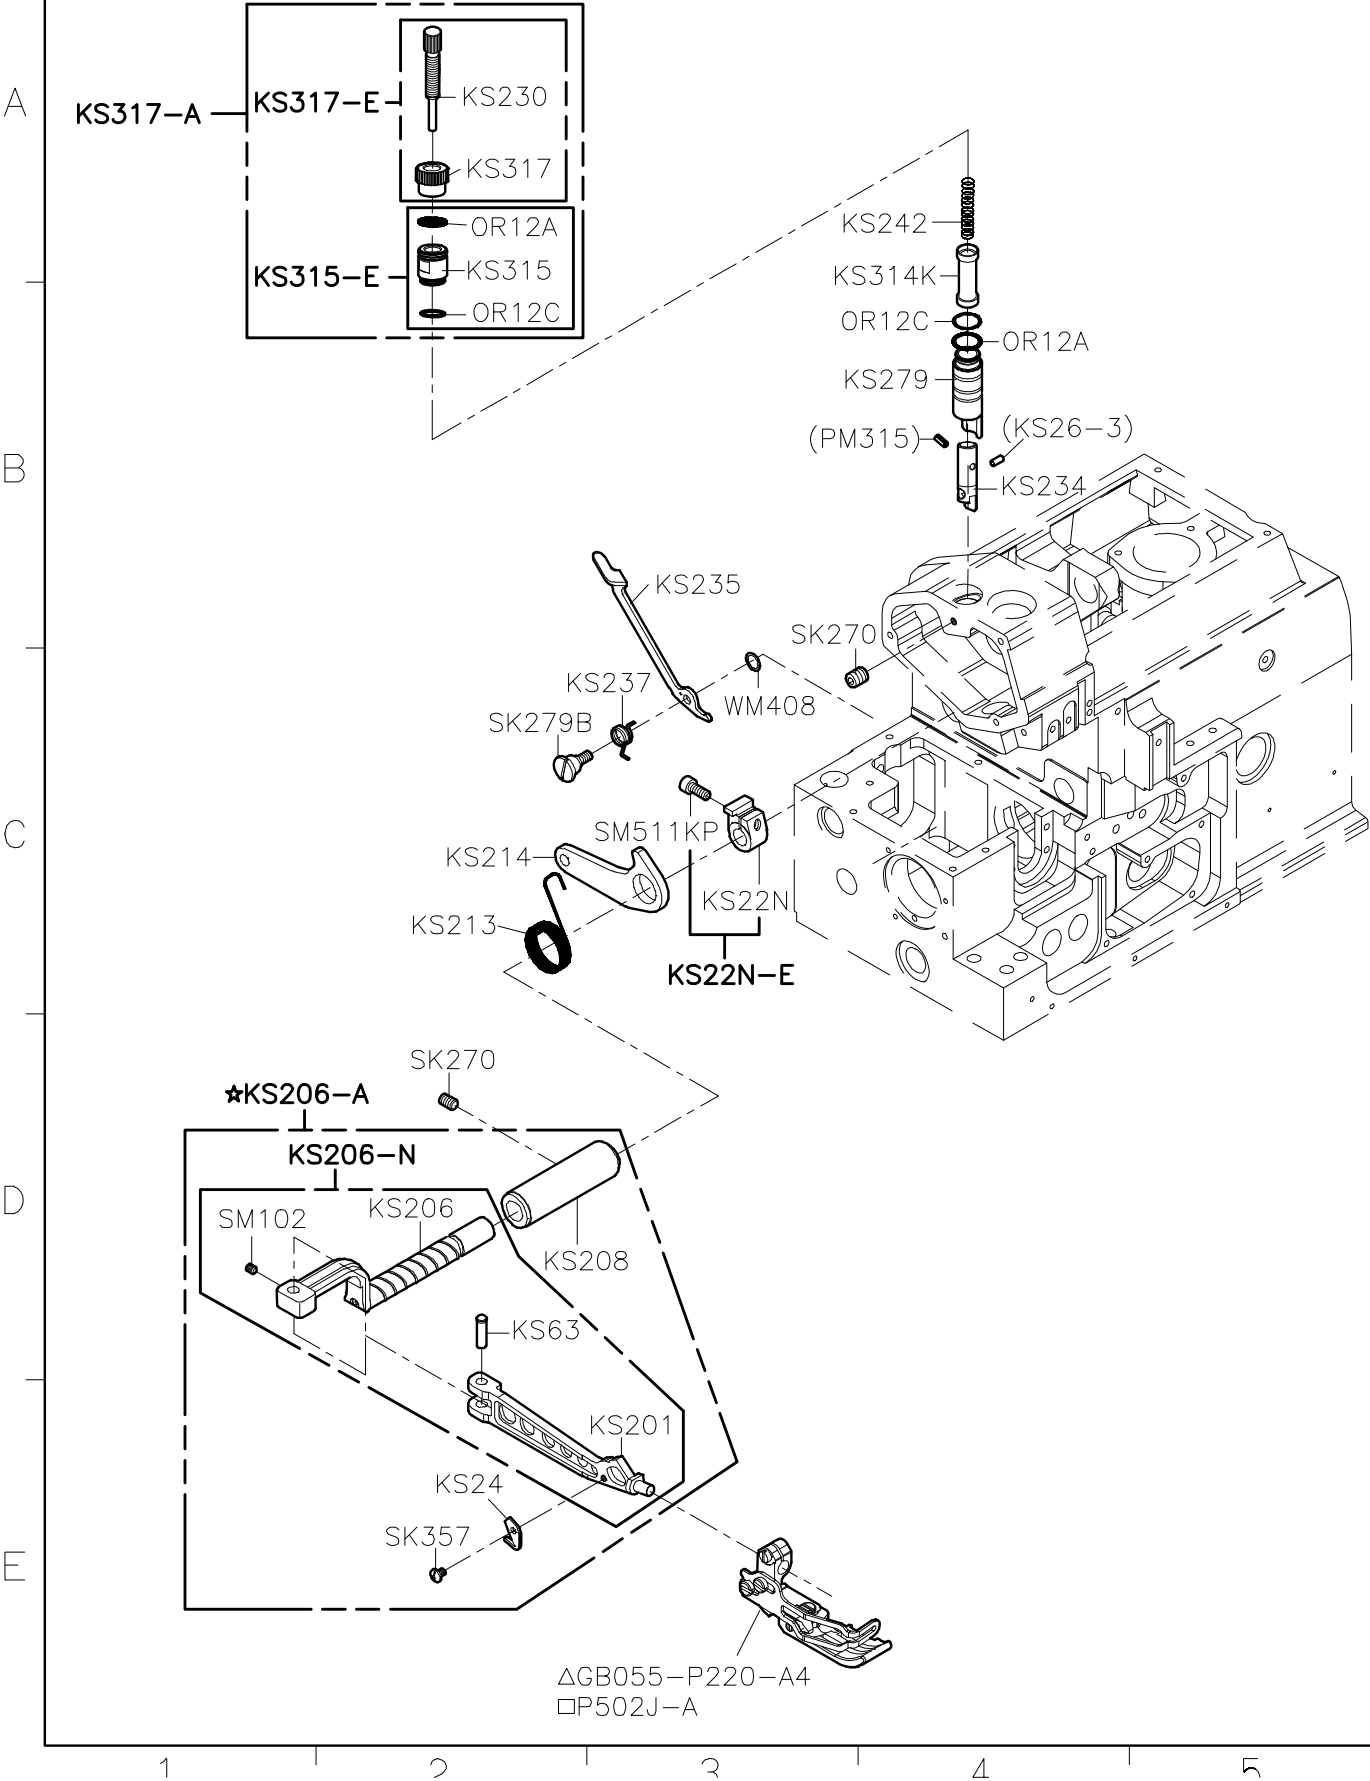 A
KS317-A
KS317-E
KS230
KS317
OR12A
KS315-E
KS315
OR12C
KS242
KS314K
OR12C
OR12A
KS279
(PM315)
(KS26-3)
KS234
B
KS235
SK270
KS237
WM408
SK279B
C
SM511KP
KS214
KS22N
KS213
KS22N-E
SK270
☆KS206-A
KS206-N
D
KS206
SM102
KS208
KS63
KS201
KS24
SK357
E
△GB055-P220-A4
□P502J-A
1 2 3 4 5